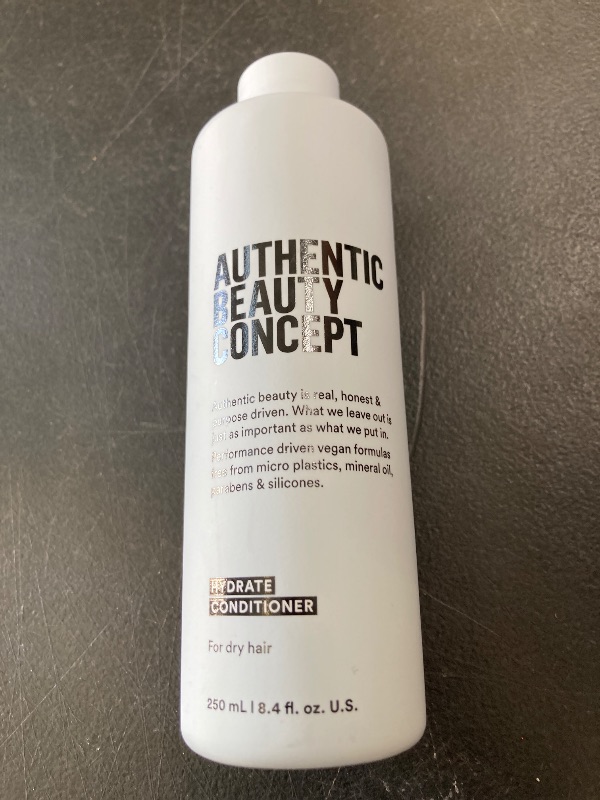 AUTHENTIC
BEAUTY
CONCEPT
Authentic beauty is real, honest &
purpose driven. What we leave out is
just as important as what we put in.
Performance driven vegan formulas
free from micro plastics, mineral oil,
parabens & silicones.
HYDRATE
CONDITIONER
For dry hair
250 mL | 8.4 fl. oz. U.S.